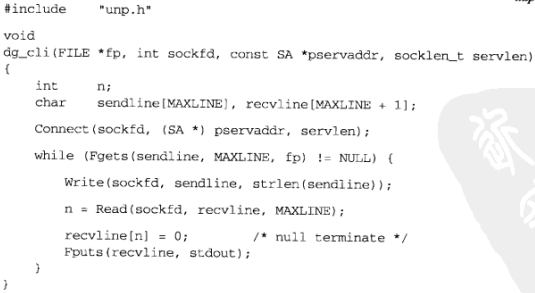 #include "unp.h"
void
dg_cli(FILE *fp, int sockfd, const SA *pservaddr, socklen_t servlen)
{
int n;
char sendline[MAXLINE], recvline[MAXLINE + 1];
Connect(sockfd, (SA *) pservaddr, servlen);
while (Fgets(sendline, MAXLINE, fp) != NULL) {
Write(sockfd, sendline, strlen(sendline));
n = Read(sockfd, recvline, MAXLINE);
recvline[n] = 0; /* null terminate */
Fputs(recvline, stdout);
}
}